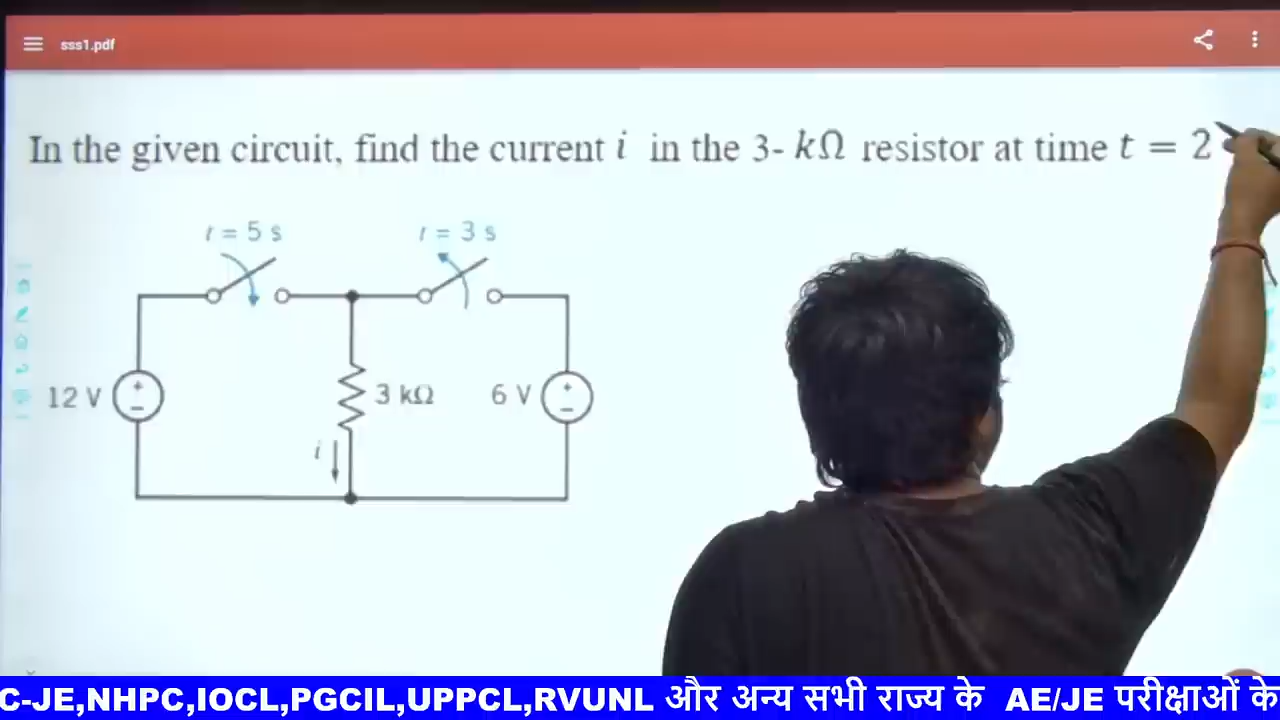 sss1.pdf
In the given circuit, find the current i in the 3- kΩ resistor at time t = 2
t = 5 s
t = 3 s
12 V
+
−
3 kΩ
6 V
+
−
i
C-JE,NHPC,IOCL,PGCIL,UPPCL,RVUNL और अन्य सभी राज्य के AE/JE परीक्षाओं के